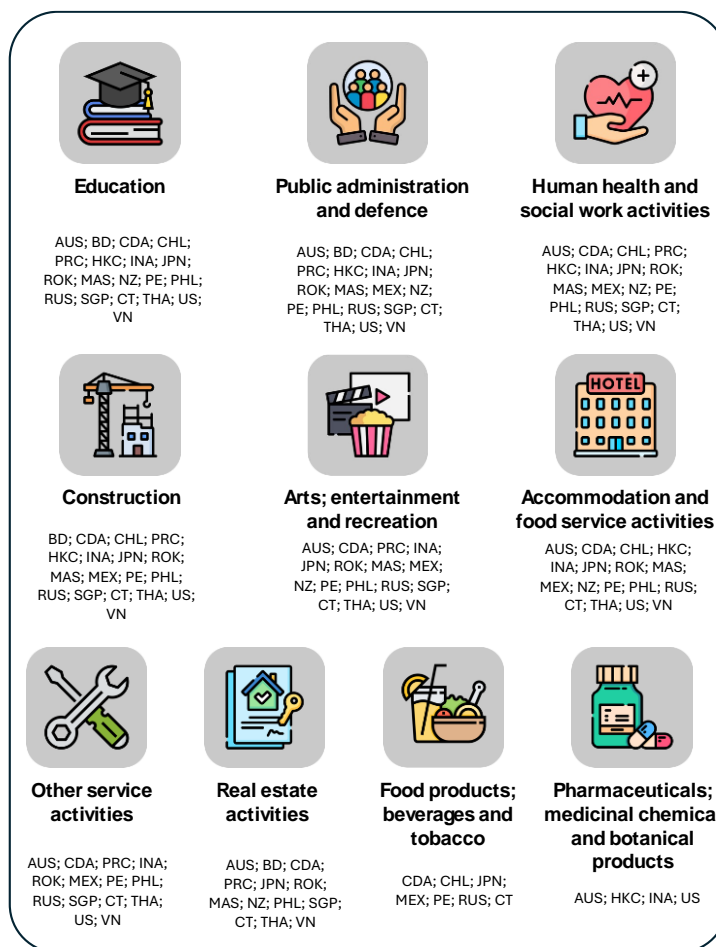 Education
AUS; BD; CDA; CHL;
PRC; HKC; INA; JPN;
ROK; MAS; NZ; PE; PHL;
RUS; SGP; CT; THA; US;
VN
Public administration
and defence
AUS; BD; CDA; CHL;
PRC; HKC; INA; JPN;
ROK; MAS; MEX; NZ;
PE; PHL; RUS; SGP; CT;
THA; US; VN
Human health and
social work activities
AUS; CDA; CHL; PRC;
HKC; INA; JPN; ROK;
MAS; MEX; NZ; PE;
PHL; RUS; SGP; CT;
THA; US; VN
Construction
BD; CDA; CHL; PRC;
HKC; INA; JPN; ROK;
MAS; MEX; PE; PHL;
RUS; SGP; CT; THA; US;
VN
Arts; entertainment
and recreation
AUS; CDA; PRC; INA;
JPN; ROK; MAS; MEX;
NZ; PE; PHL; RUS; SGP;
CT; THA; US; VN
HOTEL
Accommodation and
food service activities
AUS; CDA; CHL; HKC;
INA; JPN; ROK; MAS;
MEX; NZ; PE; PHL; RUS;
CT; THA; US; VN
Other service
activities
AUS; CDA; PRC; INA;
ROK; MEX; PE; PHL;
RUS; SGP; CT; THA;
US; VN
Real estate
activities
AUS; BD; CDA;
PRC; JPN; ROK;
MAS; NZ; PHL; SGP;
CT; THA; VN
Food products;
beverages and
tobacco
CDA; CHL; JPN;
MEX; PE; RUS; CT
Pharmaceuticals;
medicinal chemica
and botanical
products
AUS; HKC; INA; US